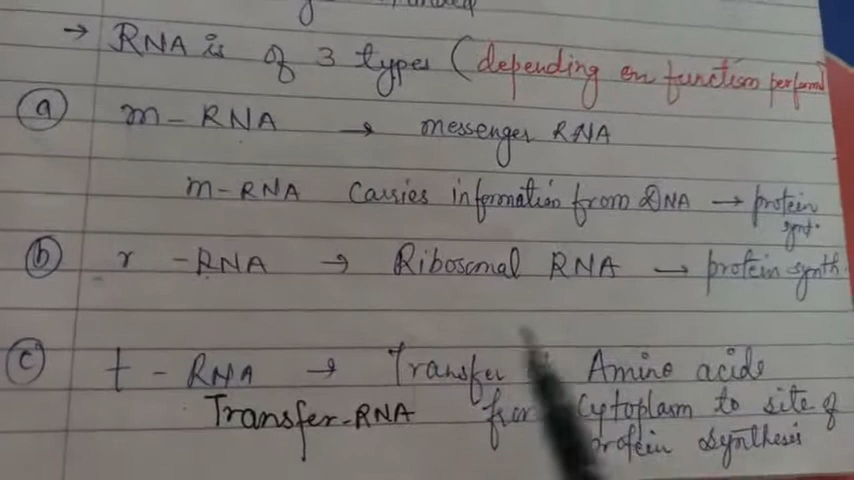 → RNA is of 3 types (depending on function perform)
(a) m - RNA → messenger RNA
m-RNA carries information from DNA → protein synt.
(b) r - RNA → Ribosomal RNA → protein synth.
(c) t - RNA → Transfer Amino acids
Transfer-RNA Cytoplasm to site of
protein synthesis